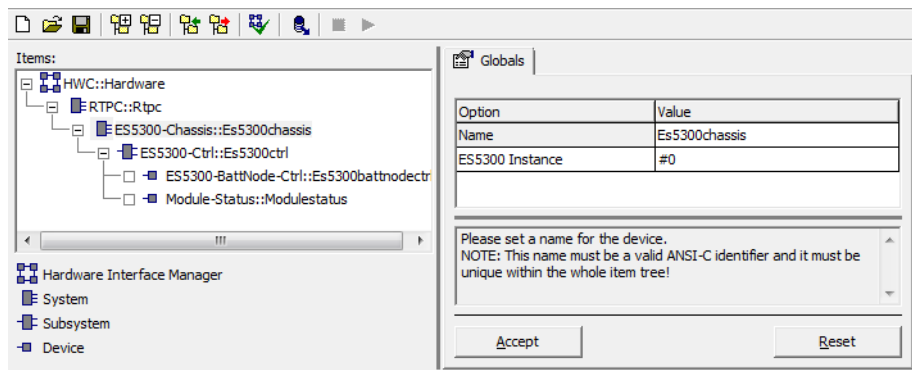 Items:
HWC::Hardware
RTPC::Rtpc
ES5300-Chassis::Es5300chassis
ES5300-Ctrl::Es5300ctrl
ES5300-BattNode-Ctrl::Es5300battnodectr
Module-Status::Modulestatus
Hardware Interface Manager
System
Subsystem
Device
Globals
Option Value
Name Es5300chassis
ES5300 Instance #0
Please set a name for the device.
NOTE: This name must be a valid ANSI-C identifier and it must be
unique within the whole item tree!
Accept Reset